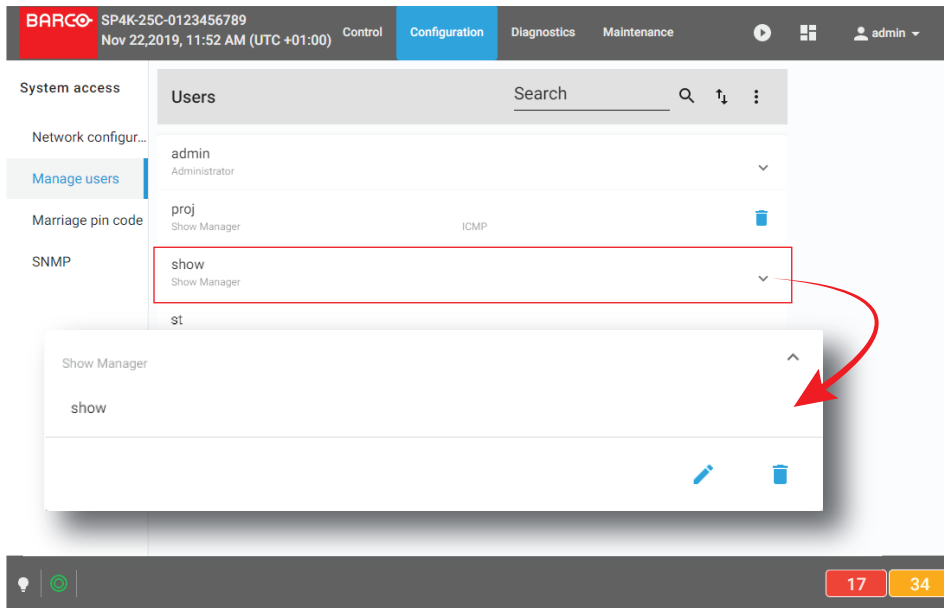 BARCO
SP4K-25C-0123456789
Nov 22,2019, 11:52 AM (UTC +01:00)
Control
Configuration
Diagnostics
Maintenance
admin
System access
Network configur...
Manage users
Marriage pin code
SNMP
Users
Search
admin
Administrator
proj
Show Manager
ICMP
show
Show Manager
st
Show Manager
show
17
34